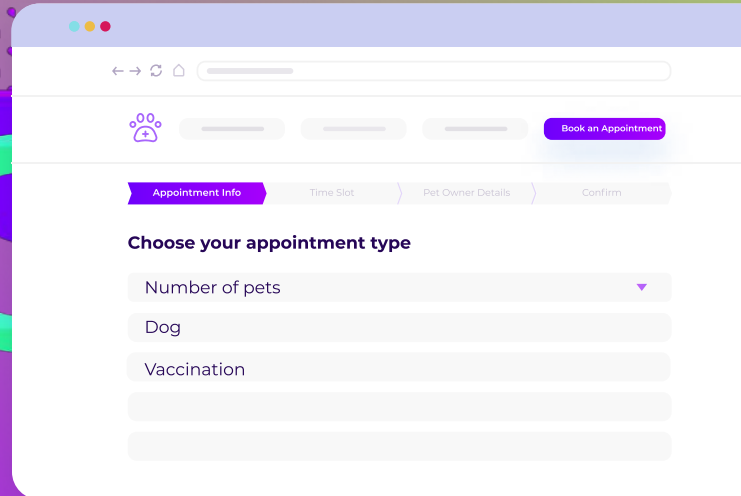 Book an Appointment
Appointment Info
Time Slot
Pet Owner Details
Confirm
Choose your appointment type
Number of pets
Dog
Vaccination